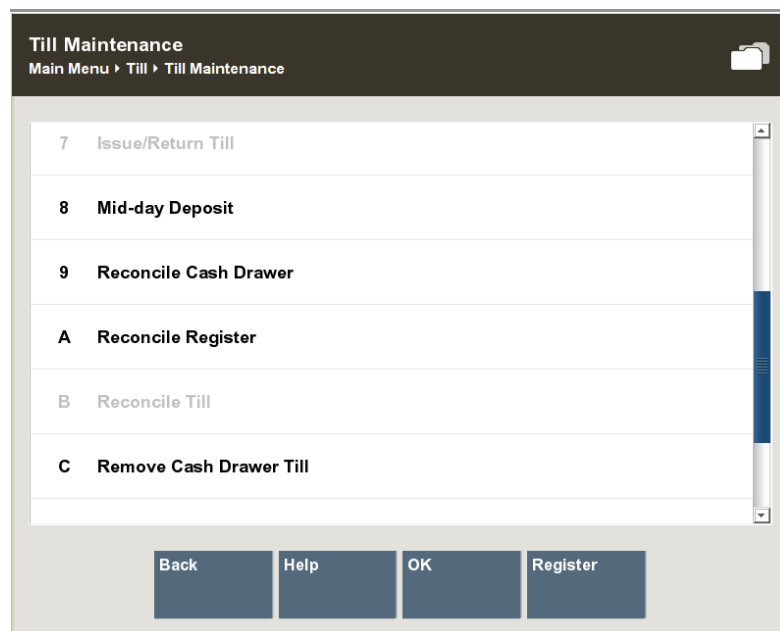 Till Maintenance
Main Menu ▸ Till ▸ Till Maintenance
7 Issue/Return Till
8 Mid-day Deposit
9 Reconcile Cash Drawer
A Reconcile Register
B Reconcile Till
C Remove Cash Drawer Till
Back Help OK Register